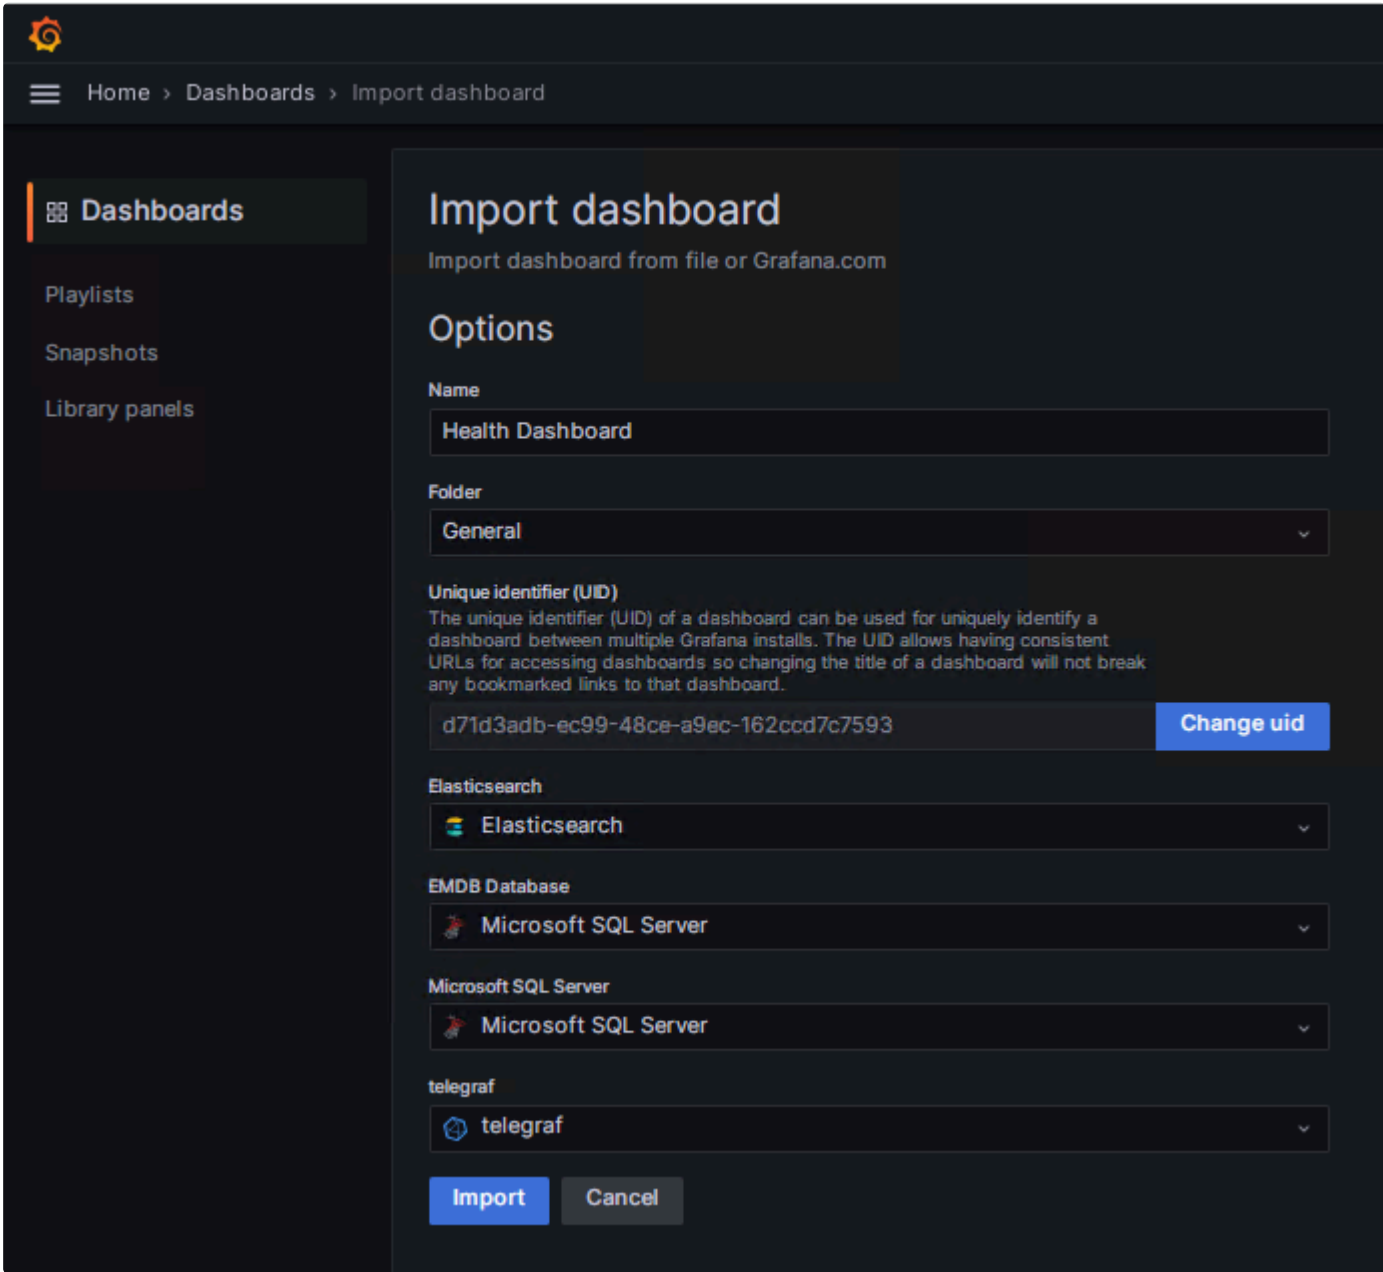 Home › Dashboards › Import dashboard
Dashboards
Playlists
Snapshots
Library panels
Import dashboard
Import dashboard from file or Grafana.com
Options
Name
Health Dashboard
Folder
General
Unique identifier (UID)
The unique identifier (UID) of a dashboard can be used for uniquely identify a
dashboard between multiple Grafana installs. The UID allows having consistent
URLs for accessing dashboards so changing the title of a dashboard will not break
any bookmarked links to that dashboard.
d71d3adb-ec99-48ce-a9ec-162ccd7c7593
Change uid
Elasticsearch
Elasticsearch
EMDB Database
Microsoft SQL Server
Microsoft SQL Server
Microsoft SQL Server
telegraf
telegraf
Import
Cancel